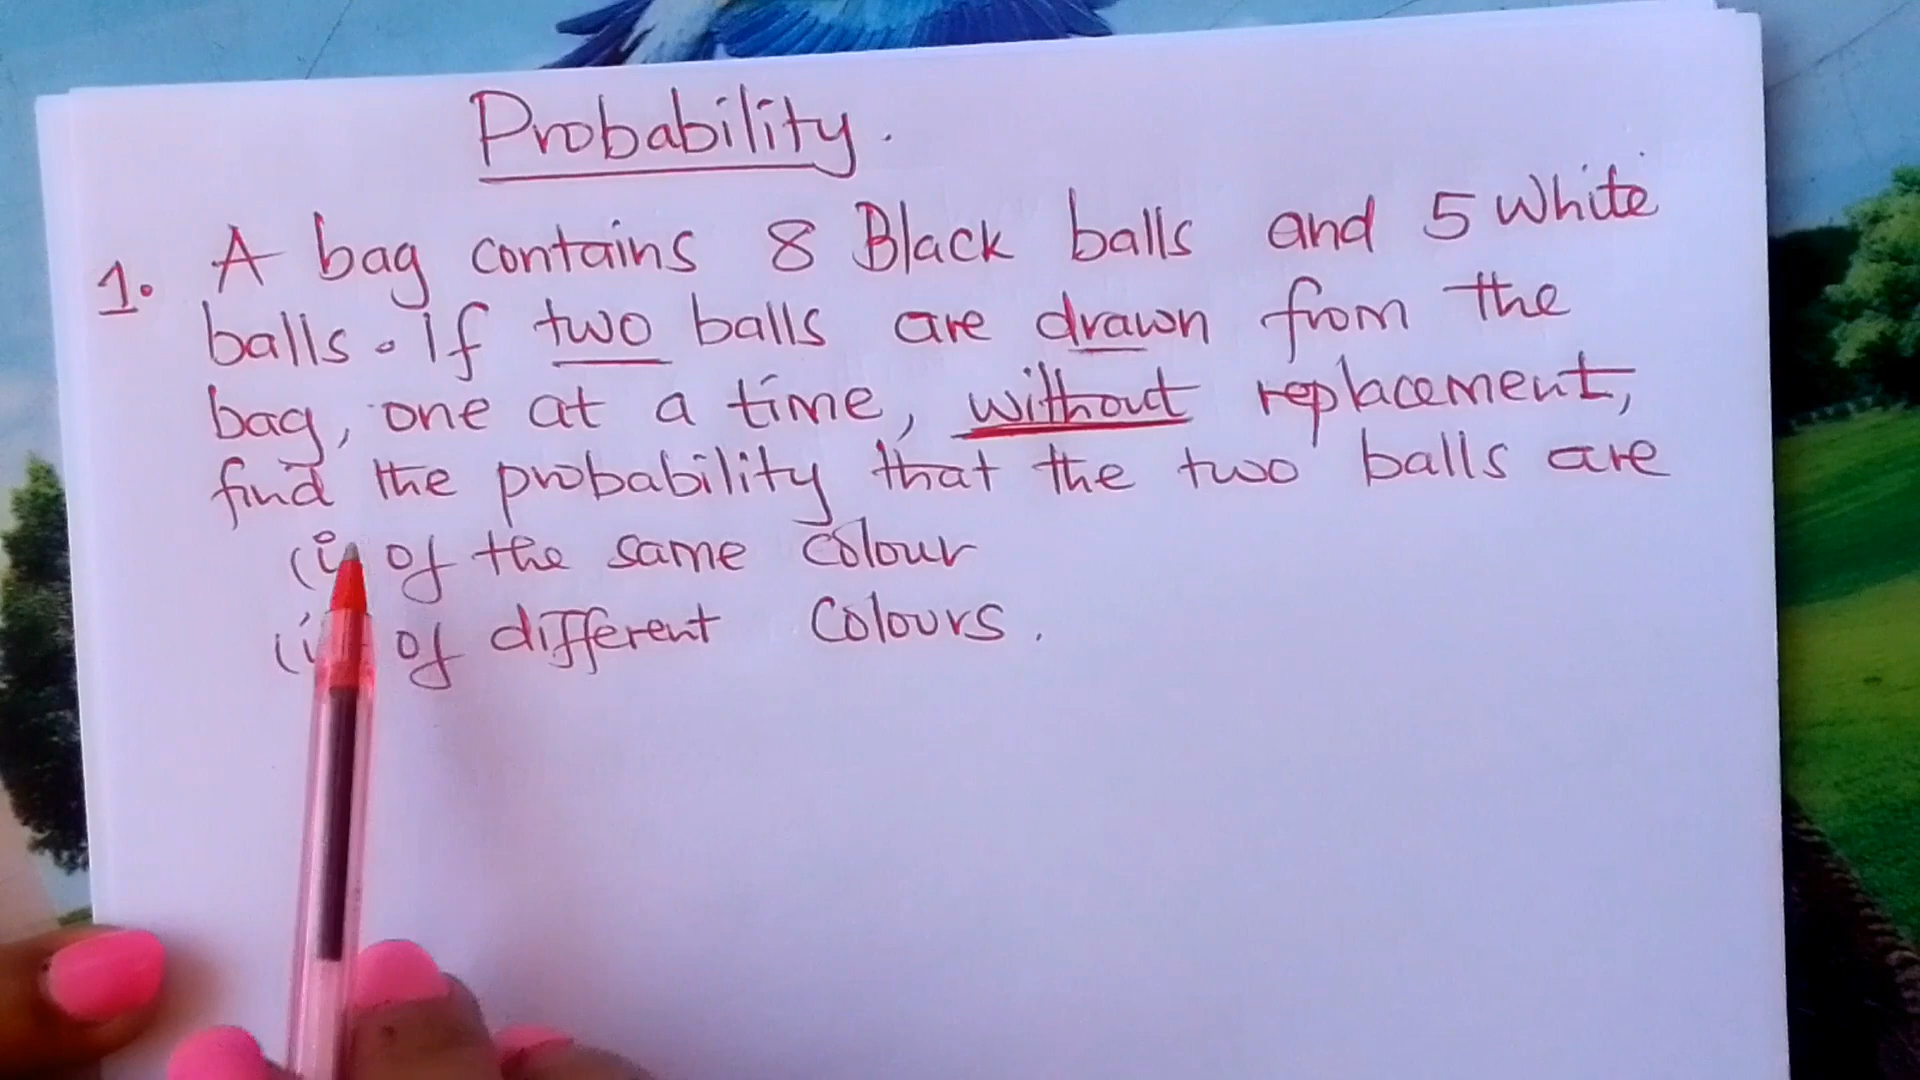 Probability.
1. A bag contains 8 Black balls and 5 White
balls. If two balls are drawn from the
bag, one at a time, without replacement,
find the probability that the two balls are
(i of the same colour
(i of different Colours.